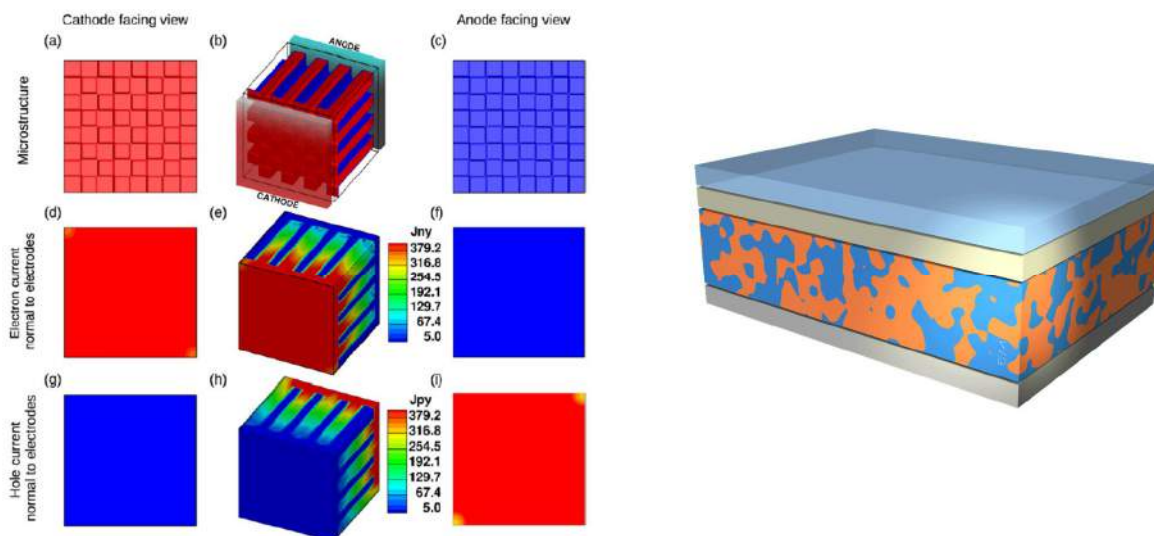 Cathode facing view
Anode facing view
(a)
(b)
(c)
Microstructure
ANODE
CATHODE
(d)
(e)
(f)
Electron current
normal to electrodes
Jny
379.2
316.8
254.5
192.1
129.7
67.4
5.0
(g)
(h)
(i)
Hole current
normal to electrodes
Jpy
379.2
316.8
254.5
192.1
129.7
67.4
5.0